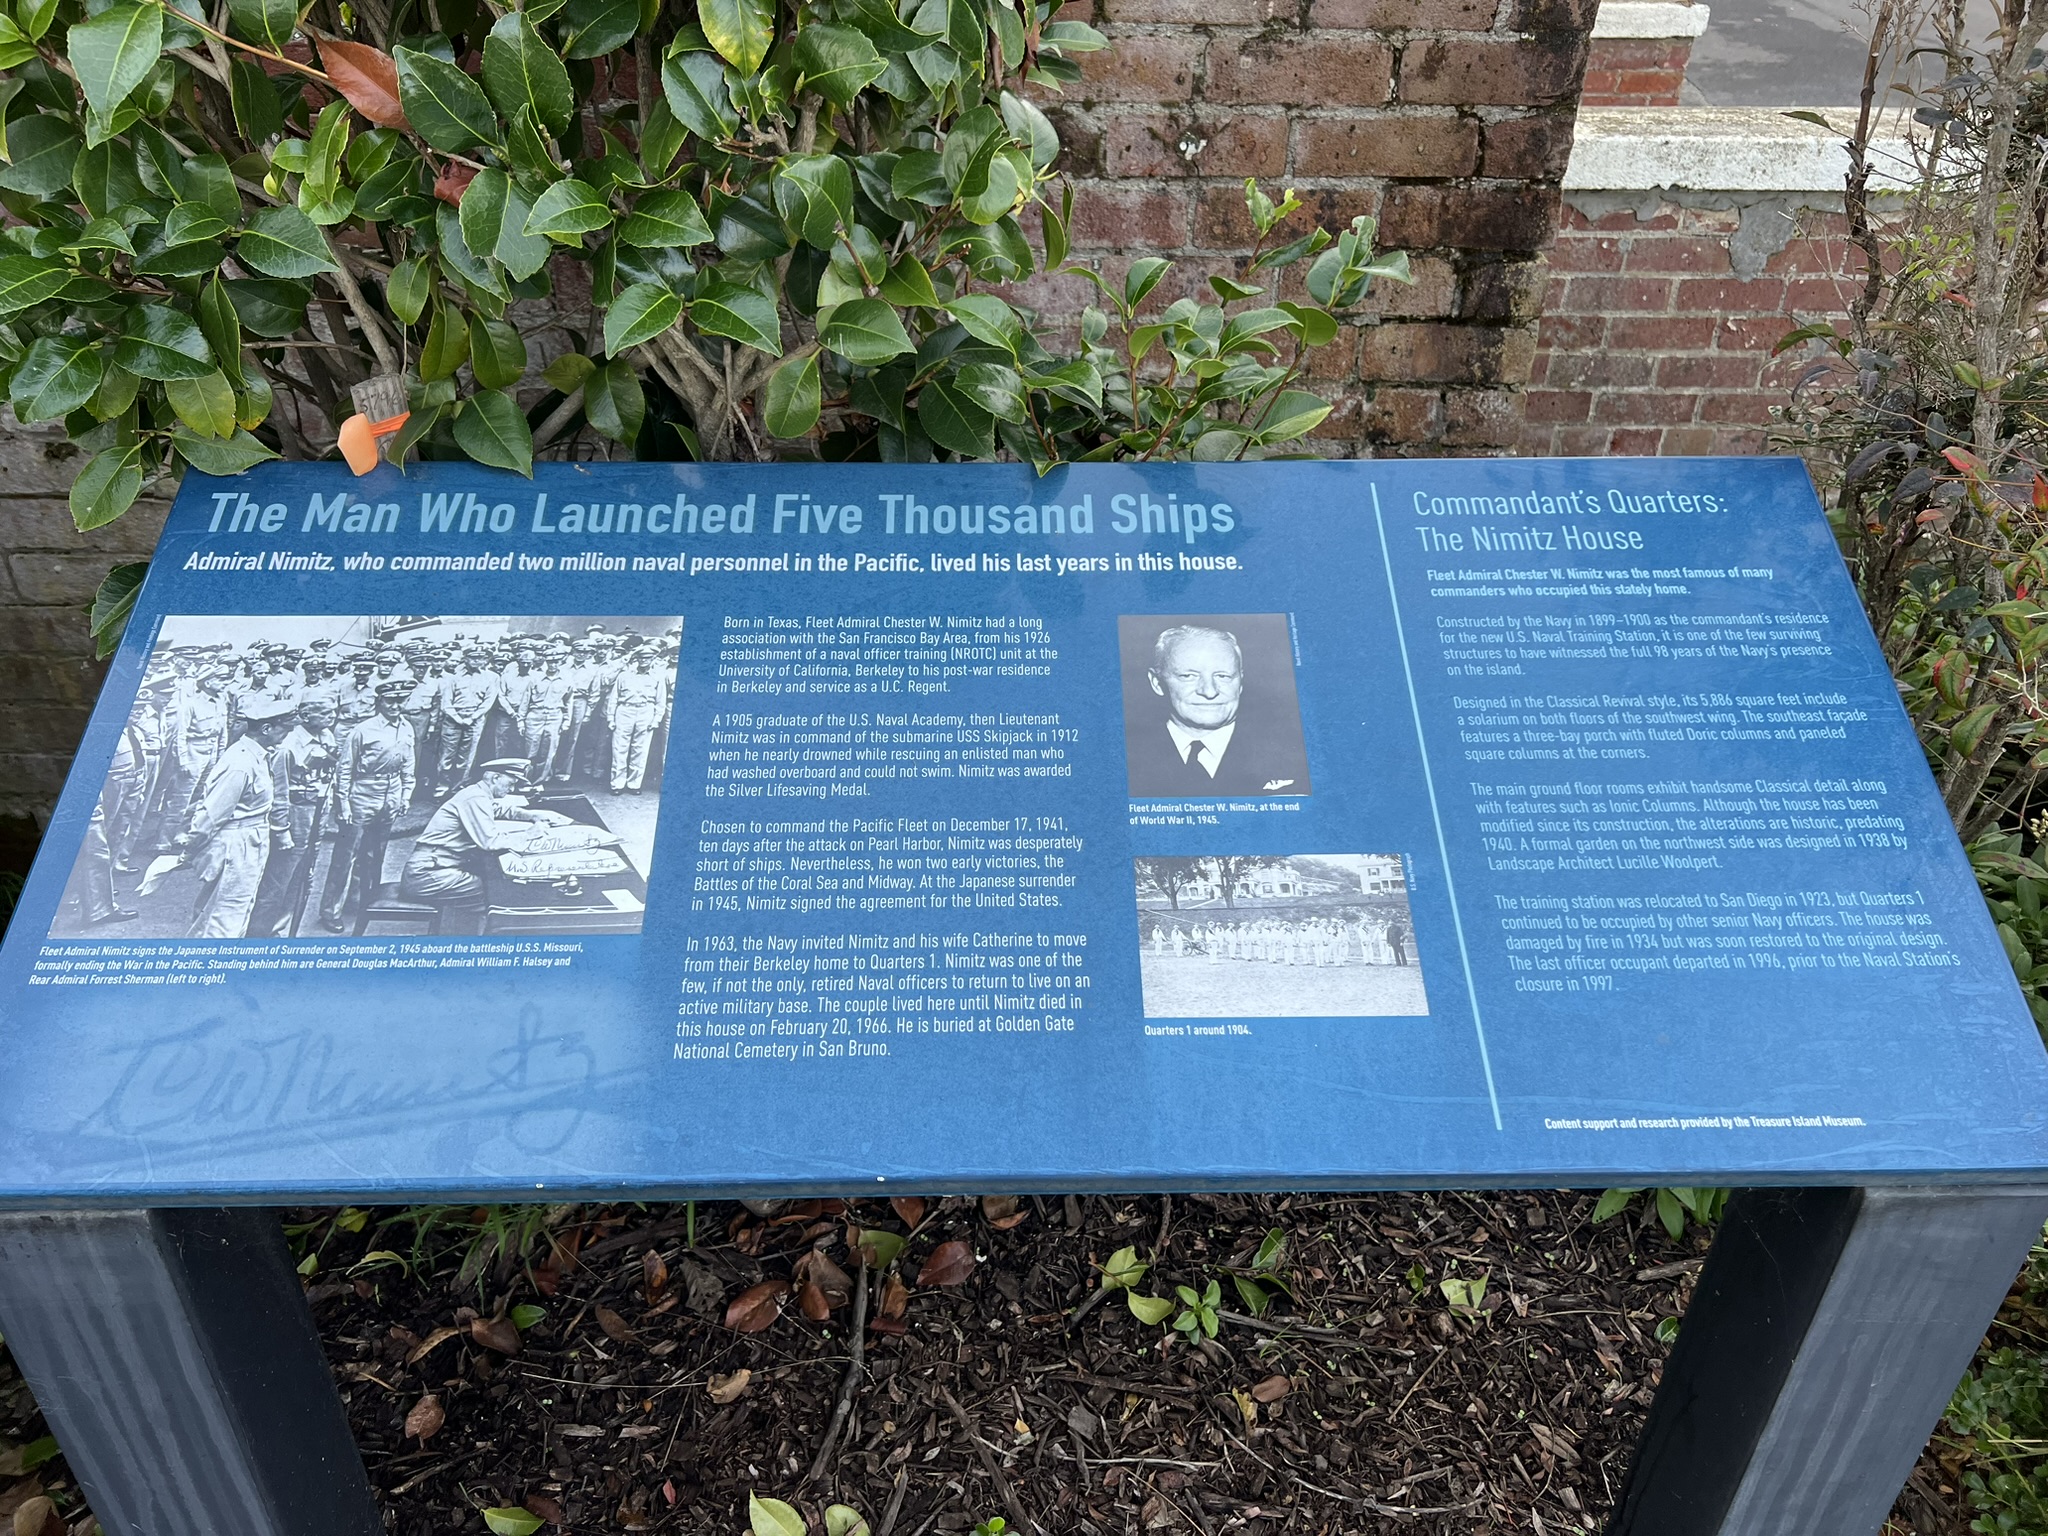 The Man Who Launched Five Thousand Ships
Admiral Nimitz, who commanded two million naval personnel in the Pacific, lived his last years in this house.
Fleet Admiral Nimitz signs the Japanese Instrument of Surrender on September 2, 1945 aboard the battleship U.S.S. Missouri,
formally ending the War in the Pacific. Standing behind him are General Douglas MacArthur, Admiral William F. Halsey and
Rear Admiral Forrest Sherman (left to right).
CWNimitz
Born in Texas, Fleet Admiral Chester W. Nimitz had a long
association with the San Francisco Bay Area, from his 1926
establishment of a naval officer training (NROTC) unit at the
University of California, Berkeley to his post-war residence
in Berkeley and service as a U.C. Regent.
A 1905 graduate of the U.S. Naval Academy, then Lieutenant
Nimitz was in command of the submarine USS Skipjack in 1912
when he nearly drowned while rescuing an enlisted man who
had washed overboard and could not swim. Nimitz was awarded
the Silver Lifesaving Medal.
Chosen to command the Pacific Fleet on December 17, 1941,
ten days after the attack on Pearl Harbor, Nimitz was desperately
short of ships. Nevertheless, he won two early victories, the
Battles of the Coral Sea and Midway. At the Japanese surrender
in 1945, Nimitz signed the agreement for the United States.
In 1963, the Navy invited Nimitz and his wife Catherine to move
from their Berkeley home to Quarters 1. Nimitz was one of the
few, if not the only, retired Naval officers to return to live on an
active military base. The couple lived here until Nimitz died in
this house on February 20, 1966. He is buried at Golden Gate
National Cemetery in San Bruno.
Fleet Admiral Chester W. Nimitz, at the end
of World War II, 1945.
Quarters 1 around 1904.
Commandant's Quarters:
The Nimitz House
Fleet Admiral Chester W. Nimitz was the most famous of many
commanders who occupied this stately home.
Constructed by the Navy in 1899–1900 as the commandant's residence
for the new U.S. Naval Training Station, it is one of the few surviving
structures to have witnessed the full 98 years of the Navy's presence
on the island.
Designed in the Classical Revival style, its 5,886 square feet include
a solarium on both floors of the southwest wing. The southeast façade
features a three-bay porch with fluted Doric columns and paneled
square columns at the corners.
The main ground floor rooms exhibit handsome Classical detail along
with features such as Ionic Columns. Although the house has been
modified since its construction, the alterations are historic, predating
1940. A formal garden on the northwest side was designed in 1938 by
Landscape Architect Lucille Woolpert.
The training station was relocated to San Diego in 1923, but Quarters 1
continued to be occupied by other senior Navy officers. The house was
damaged by fire in 1934 but was soon restored to the original design.
The last officer occupant departed in 1996, prior to the Naval Station's
closure in 1997.
Content support and research provided by the Treasure Island Museum.